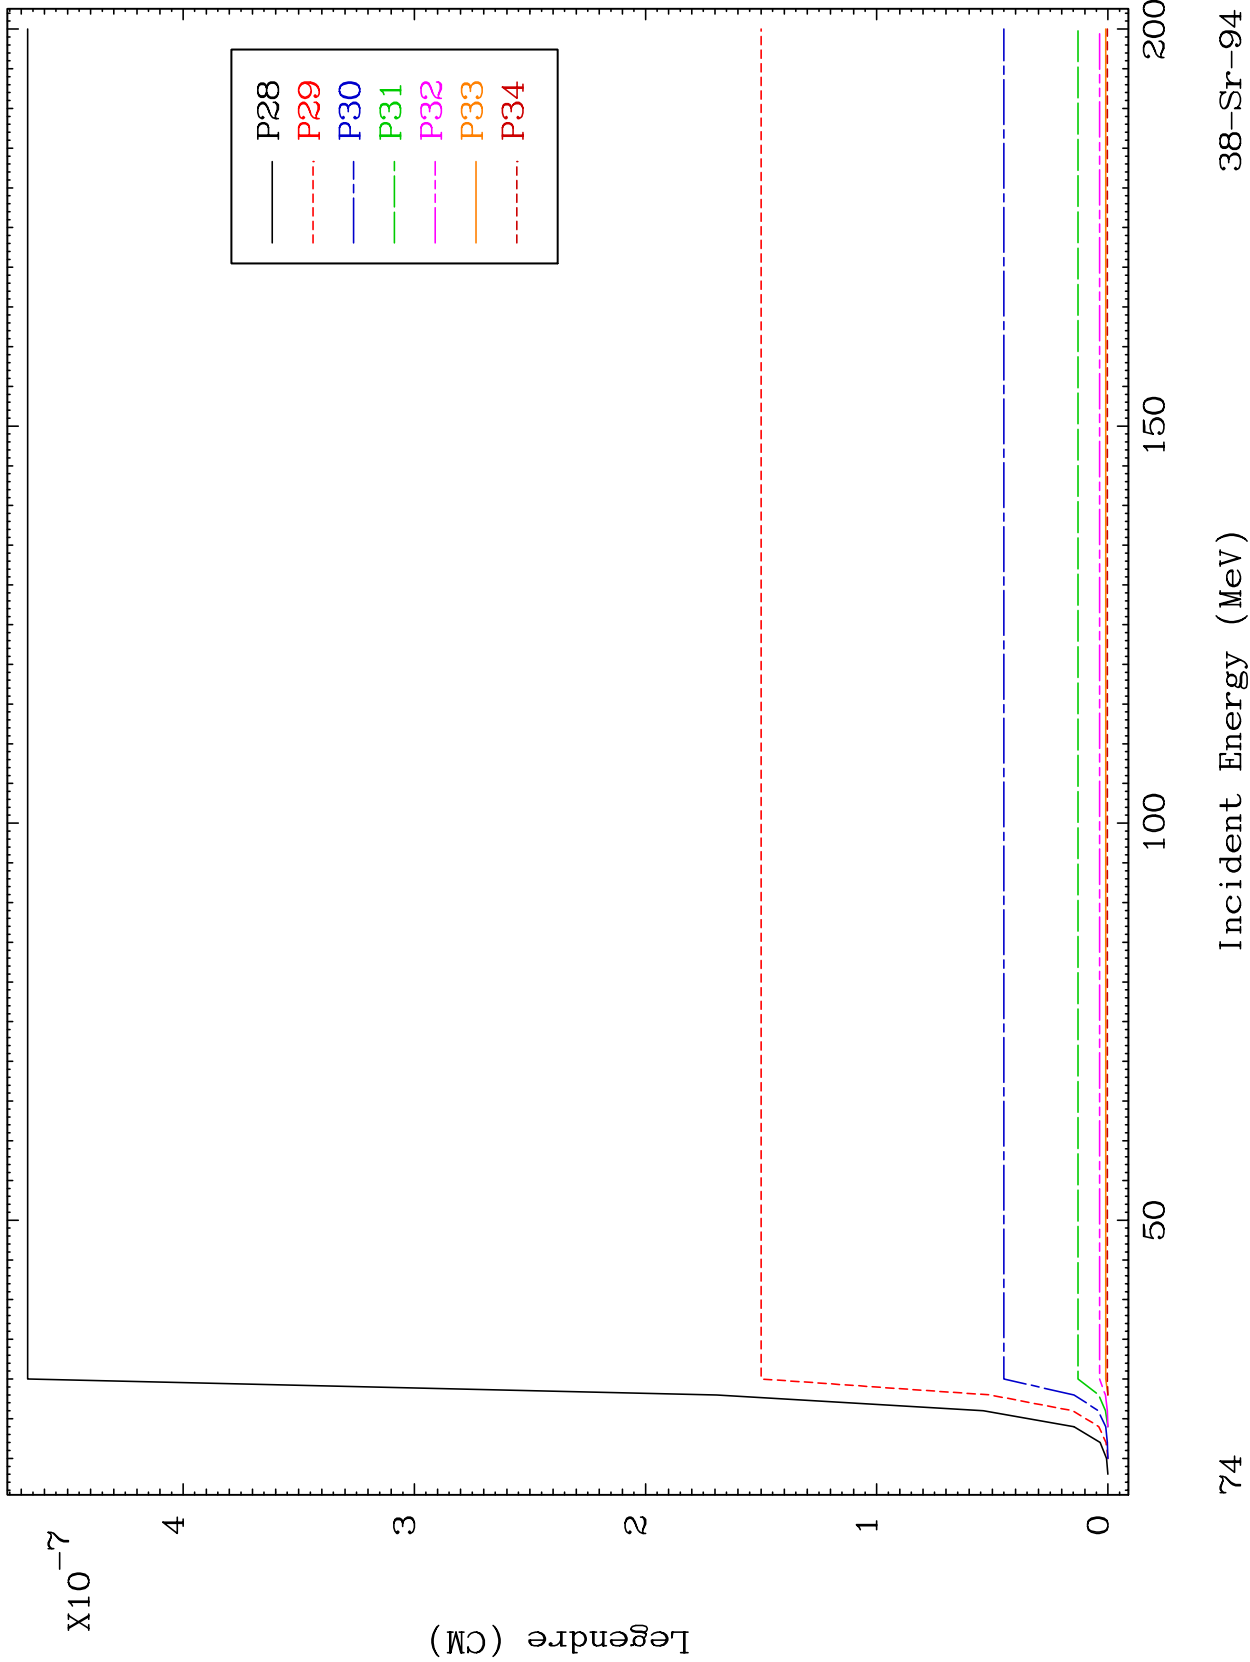 X10-7
4
3
2
1
0
Legendre (CM)
P28
P29
P30
P31
P32
P33
P34
50
100
150
200
74
Incident Energy (MeV)
38-Sr-94